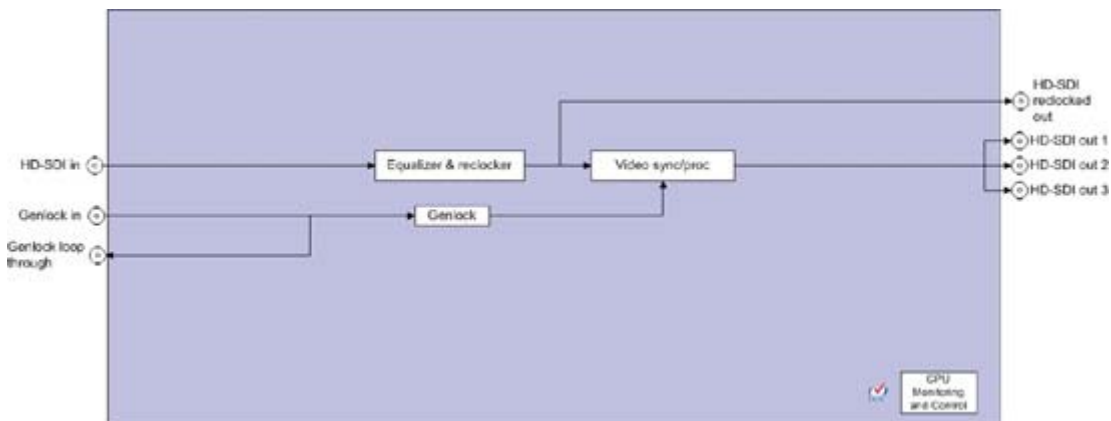 HD-SDI
reclocked
out
HD-SDI out 1
HD-SDI in
Equalizer & reclocker
Video sync/proc
HD-SDI out 2
HD-SDI out 3
Genlock in
Genlock
Genlock loop
through
CPU
Monitoring
and Control